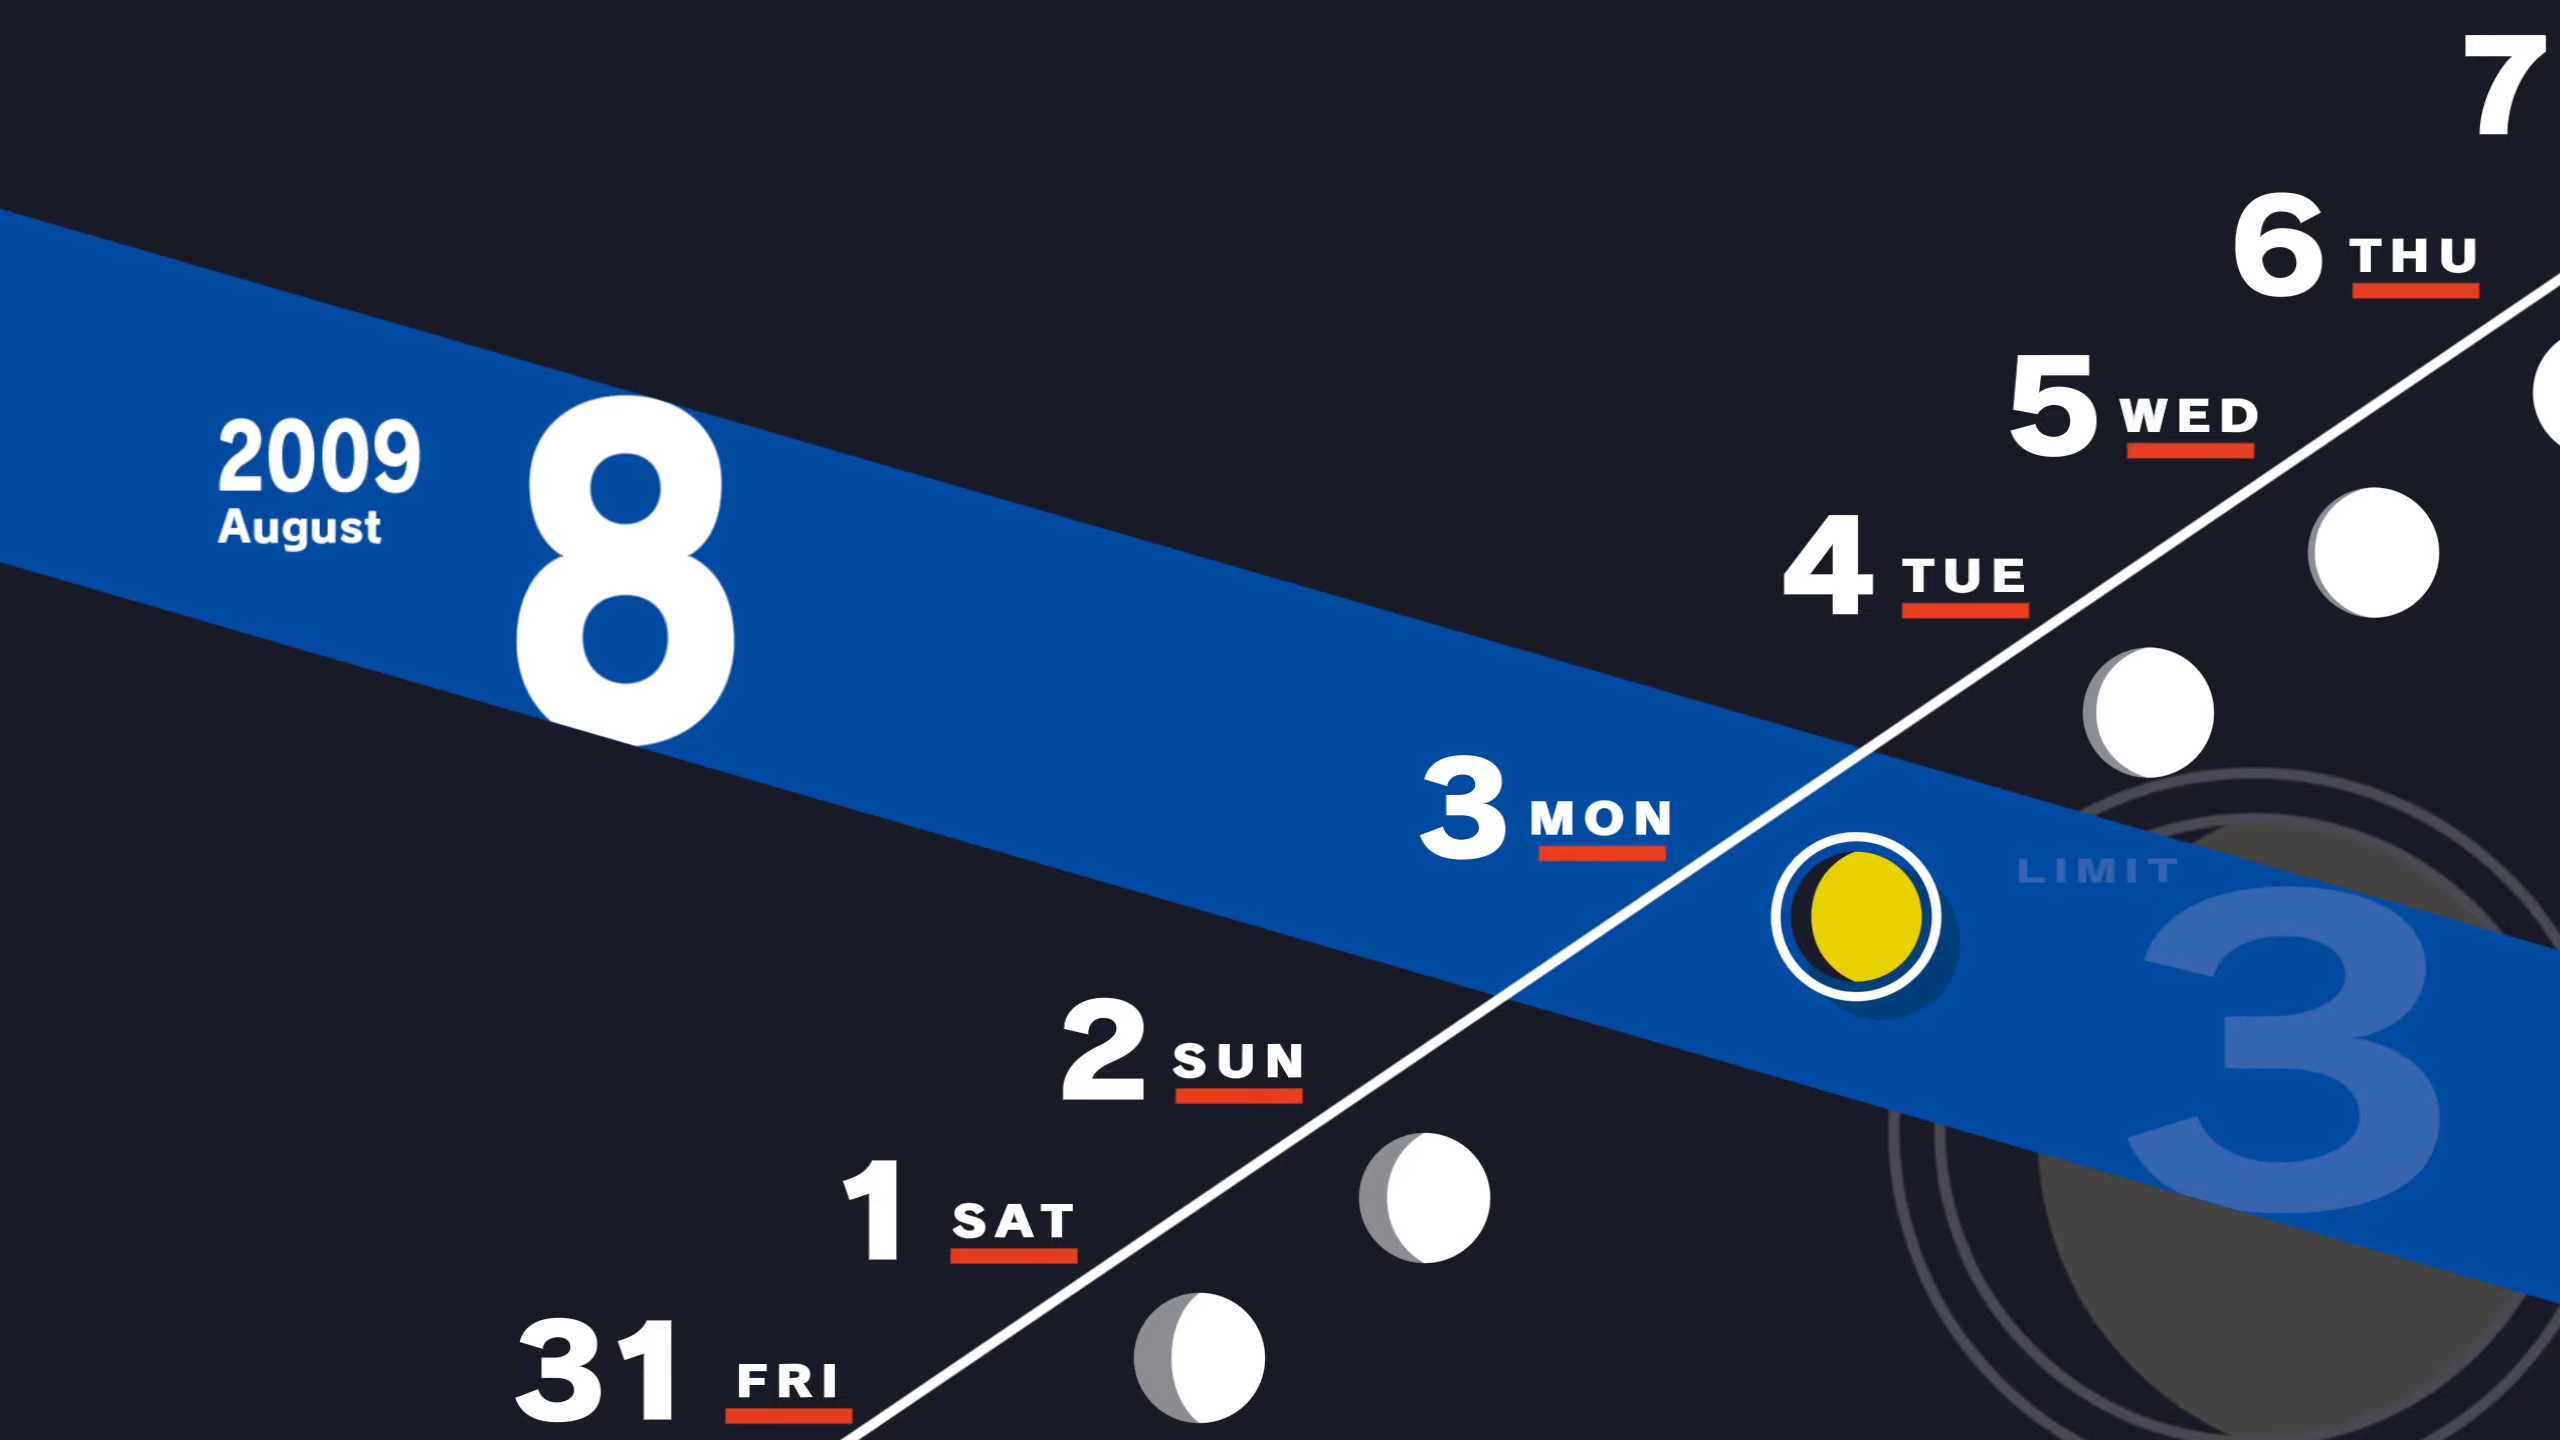 7
6 THU
5 WED
4 TUE
2009
August
8
3 MON
LIMIT
3
2 SUN
1 SAT
31 FRI